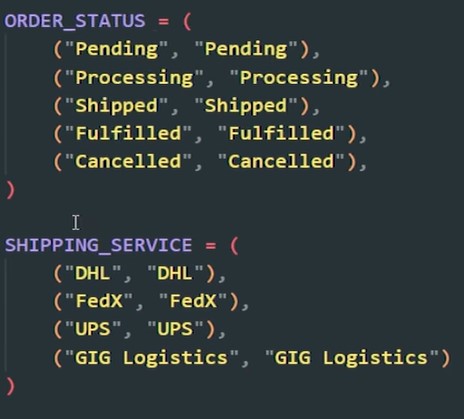 ORDER_STATUS = (
    ("Pending", "Pending"),
    ("Processing", "Processing"),
    ("Shipped", "Shipped"),
    ("Fulfilled", "Fulfilled"),
    ("Cancelled", "Cancelled"),
)

SHIPPING_SERVICE = (
    ("DHL", "DHL"),
    ("FedX", "FedX"),
    ("UPS", "UPS"),
    ("GIG Logistics", "GIG Logistics")
)